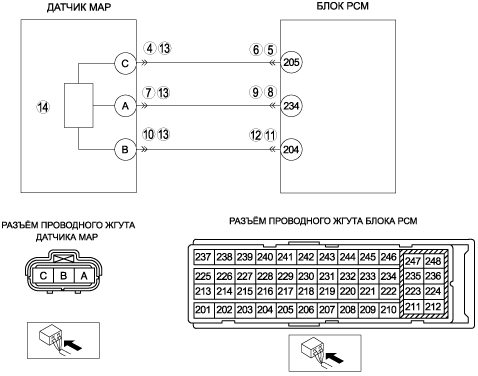 ДАТЧИК MAP
БЛОК PCM
C
4 13
6 5
205
14
A
7 13
9 8
234
B
10 13
12 11
204
РАЗЪЁМ ПРОВОДНОГО ЖГУТА
ДАТЧИКА MAP
РАЗЪЁМ ПРОВОДНОГО ЖГУТА БЛОКА PCM
C B A
237 238 239 240 241 242 243 244 245 246 247 248
225 226 227 228 229 230 231 232 233 234 235 236
213 214 215 216 217 218 219 220 221 222 223 224
201 202 203 204 205 206 207 208 209 210 211 212